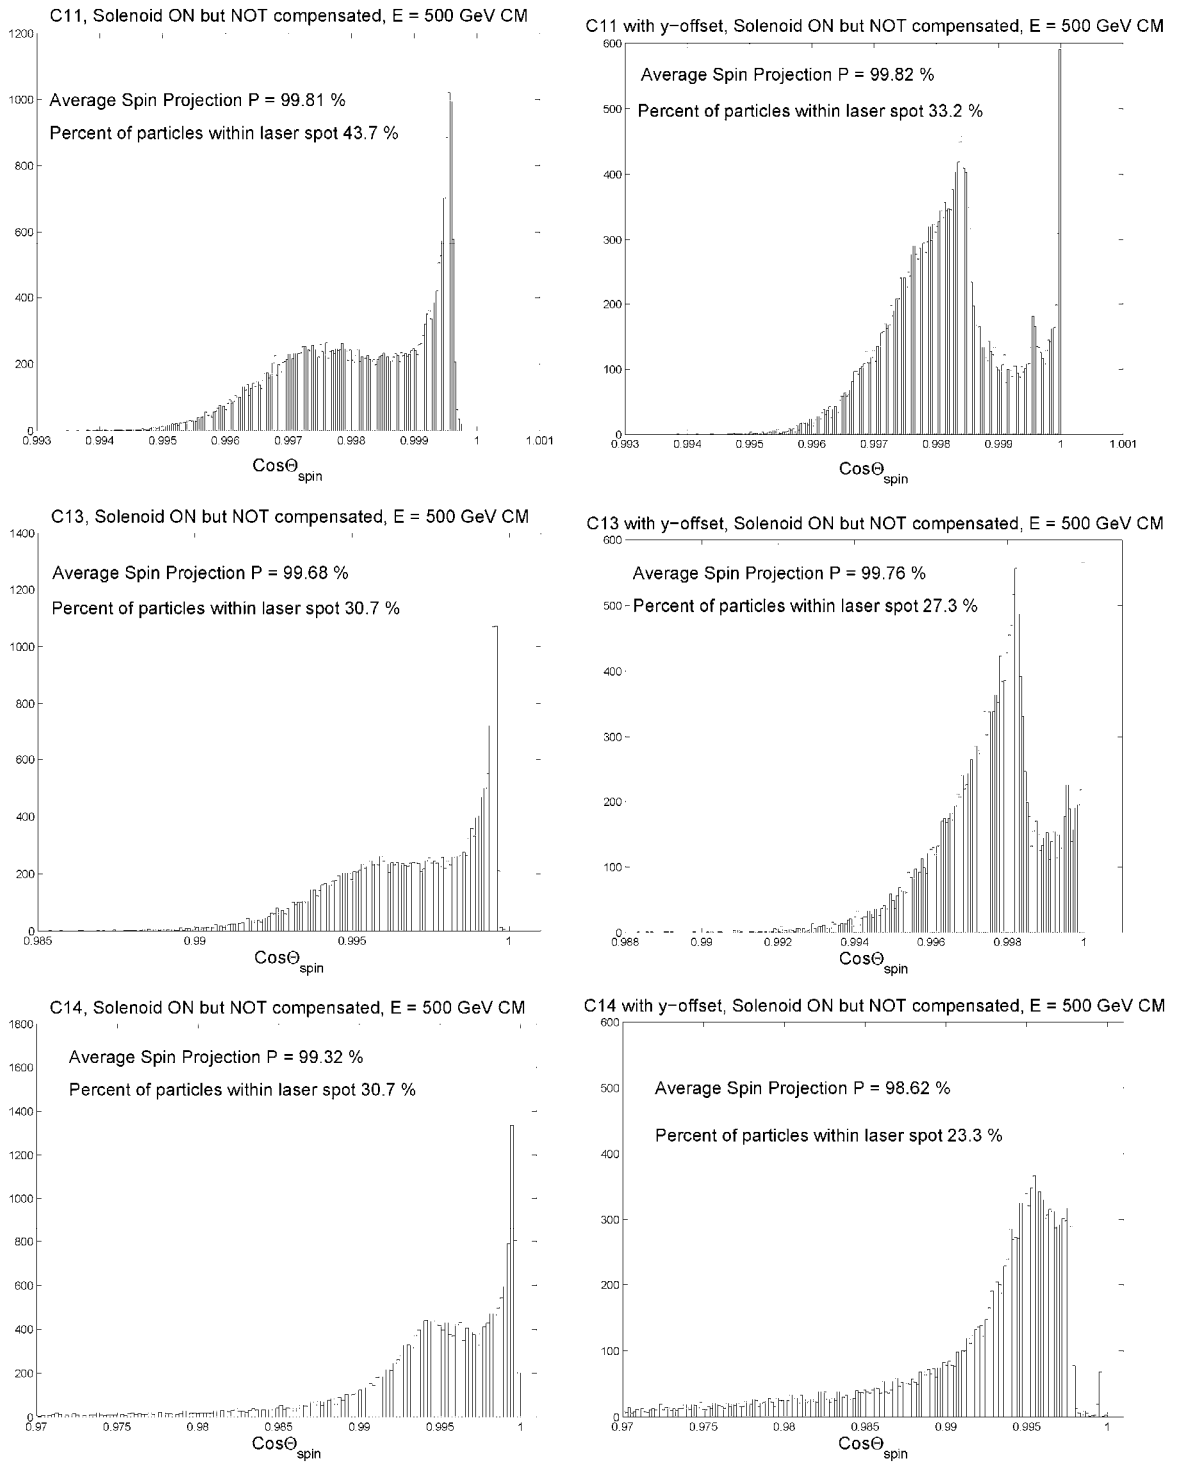 C11, Solenoid ON but NOT compensated, E = 500 GeV CM
1200
1000
800
600
400
200
0
Average Spin Projection P = 99.81 %
Percent of particles within laser spot 43.7 %
0.993 0.994 0.995 0.996 0.997 0.998 0.999 1 1.001
CosΘspin
C11 with y−offset, Solenoid ON but NOT compensated, E = 500 GeV CM
600
500
400
300
200
100
0
Average Spin Projection P = 99.82 %
Percent of particles within laser spot 33.2 %
0.993 0.994 0.995 0.996 0.997 0.998 0.999 1 1.001
CosΘspin
C13, Solenoid ON but NOT compensated, E = 500 GeV CM
1400
1200
1000
800
600
400
200
0
Average Spin Projection P = 99.68 %
Percent of particles within laser spot 30.7 %
0.985 0.99 0.995 1
CosΘspin
C13 with y−offset, Solenoid ON but NOT compensated, E = 500 GeV CM
600
500
400
300
200
100
0
Average Spin Projection P = 99.76 %
Percent of particles within laser spot 27.3 %
0.988 0.99 0.992 0.994 0.996 0.998 1
CosΘspin
C14, Solenoid ON but NOT compensated, E = 500 GeV CM
1800
1600
1400
1200
1000
800
600
400
200
0
Average Spin Projection P = 99.32 %
Percent of particles within laser spot 30.7 %
0.97 0.975 0.98 0.985 0.99 0.995 1
CosΘspin
C14 with y−offset, Solenoid ON but NOT compensated, E = 500 GeV CM
600
500
400
300
200
100
0
Average Spin Projection P = 98.62 %
Percent of particles within laser spot 23.3 %
0.97 0.975 0.98 0.985 0.99 0.995 1
CosΘspin